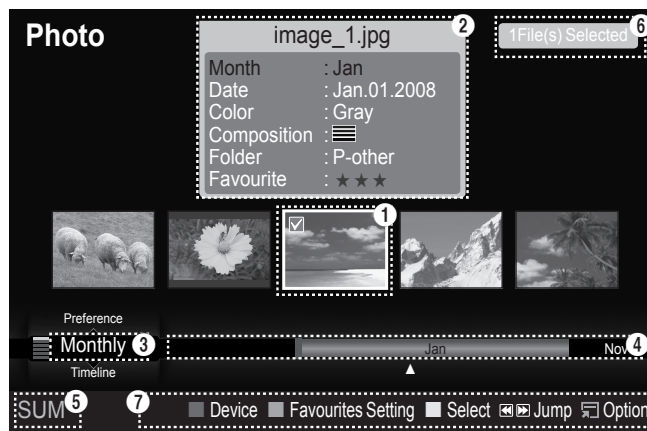 Photo
image_1.jpg
2
1File(s) Selected
6
Month : Jan
Date : Jan.01.2008
Color : Gray
Composition :
Folder : P-other
Favourite : ★★★
1
Preference
Monthly
3
Jan
Nov
4
Timeline
SUM
5
7
Device
Favourites Setting
Select
Jump
Option